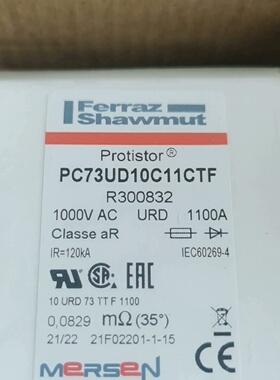 Ferraz
Shawmut
Protistor®
PC73UD10C11CTF
R300832
1000V AC URD 1100A
Classe aR
IR=120kA IEC60269-4
10 URD 73 TT F 1100
0,0829 mΩ (35°)
21/22 21F02201-1-15
MERSEN